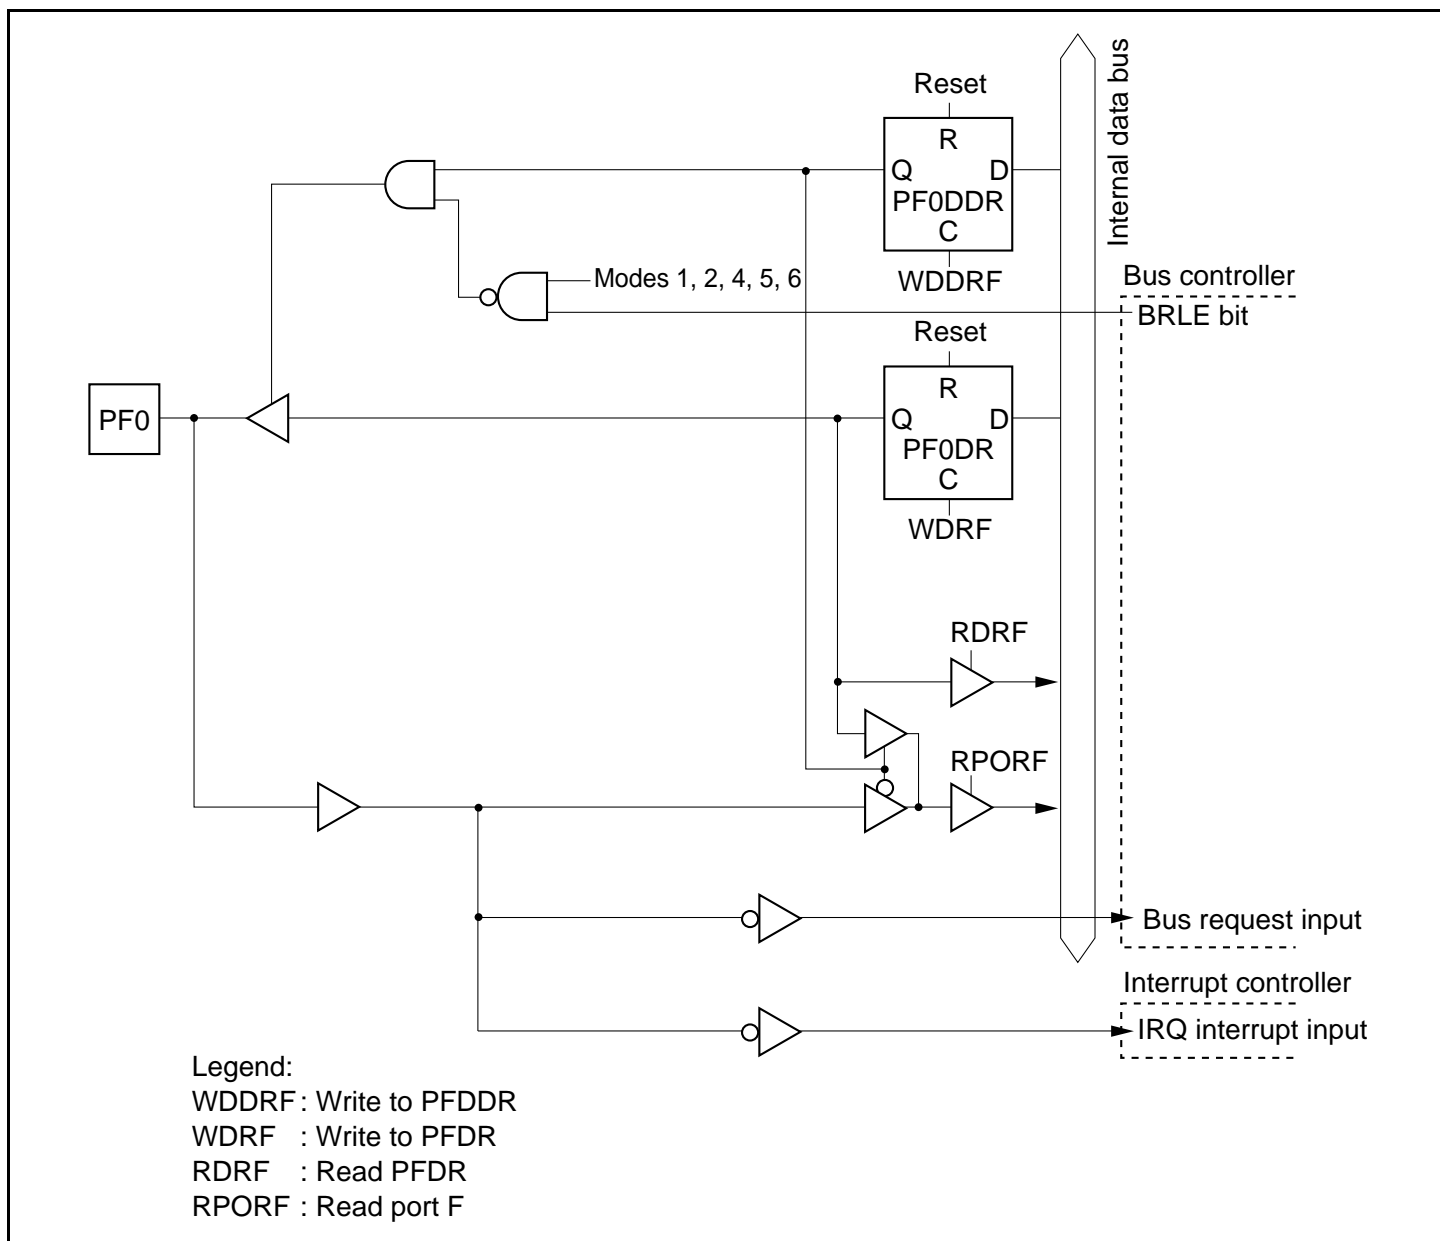 Internal data bus
Reset
R
Q D
PF0DDR
C
WDDRF
Modes 1, 2, 4, 5, 6
Bus controller
BRLE bit
Reset
R
PF0
Q D
PF0DR
C
WDRF
RDRF
RPORF
Bus request input
Interrupt controller
IRQ interrupt input
Legend:
WDDRF : Write to PFDDR
WDRF : Write to PFDR
RDRF : Read PFDR
RPORF : Read port F